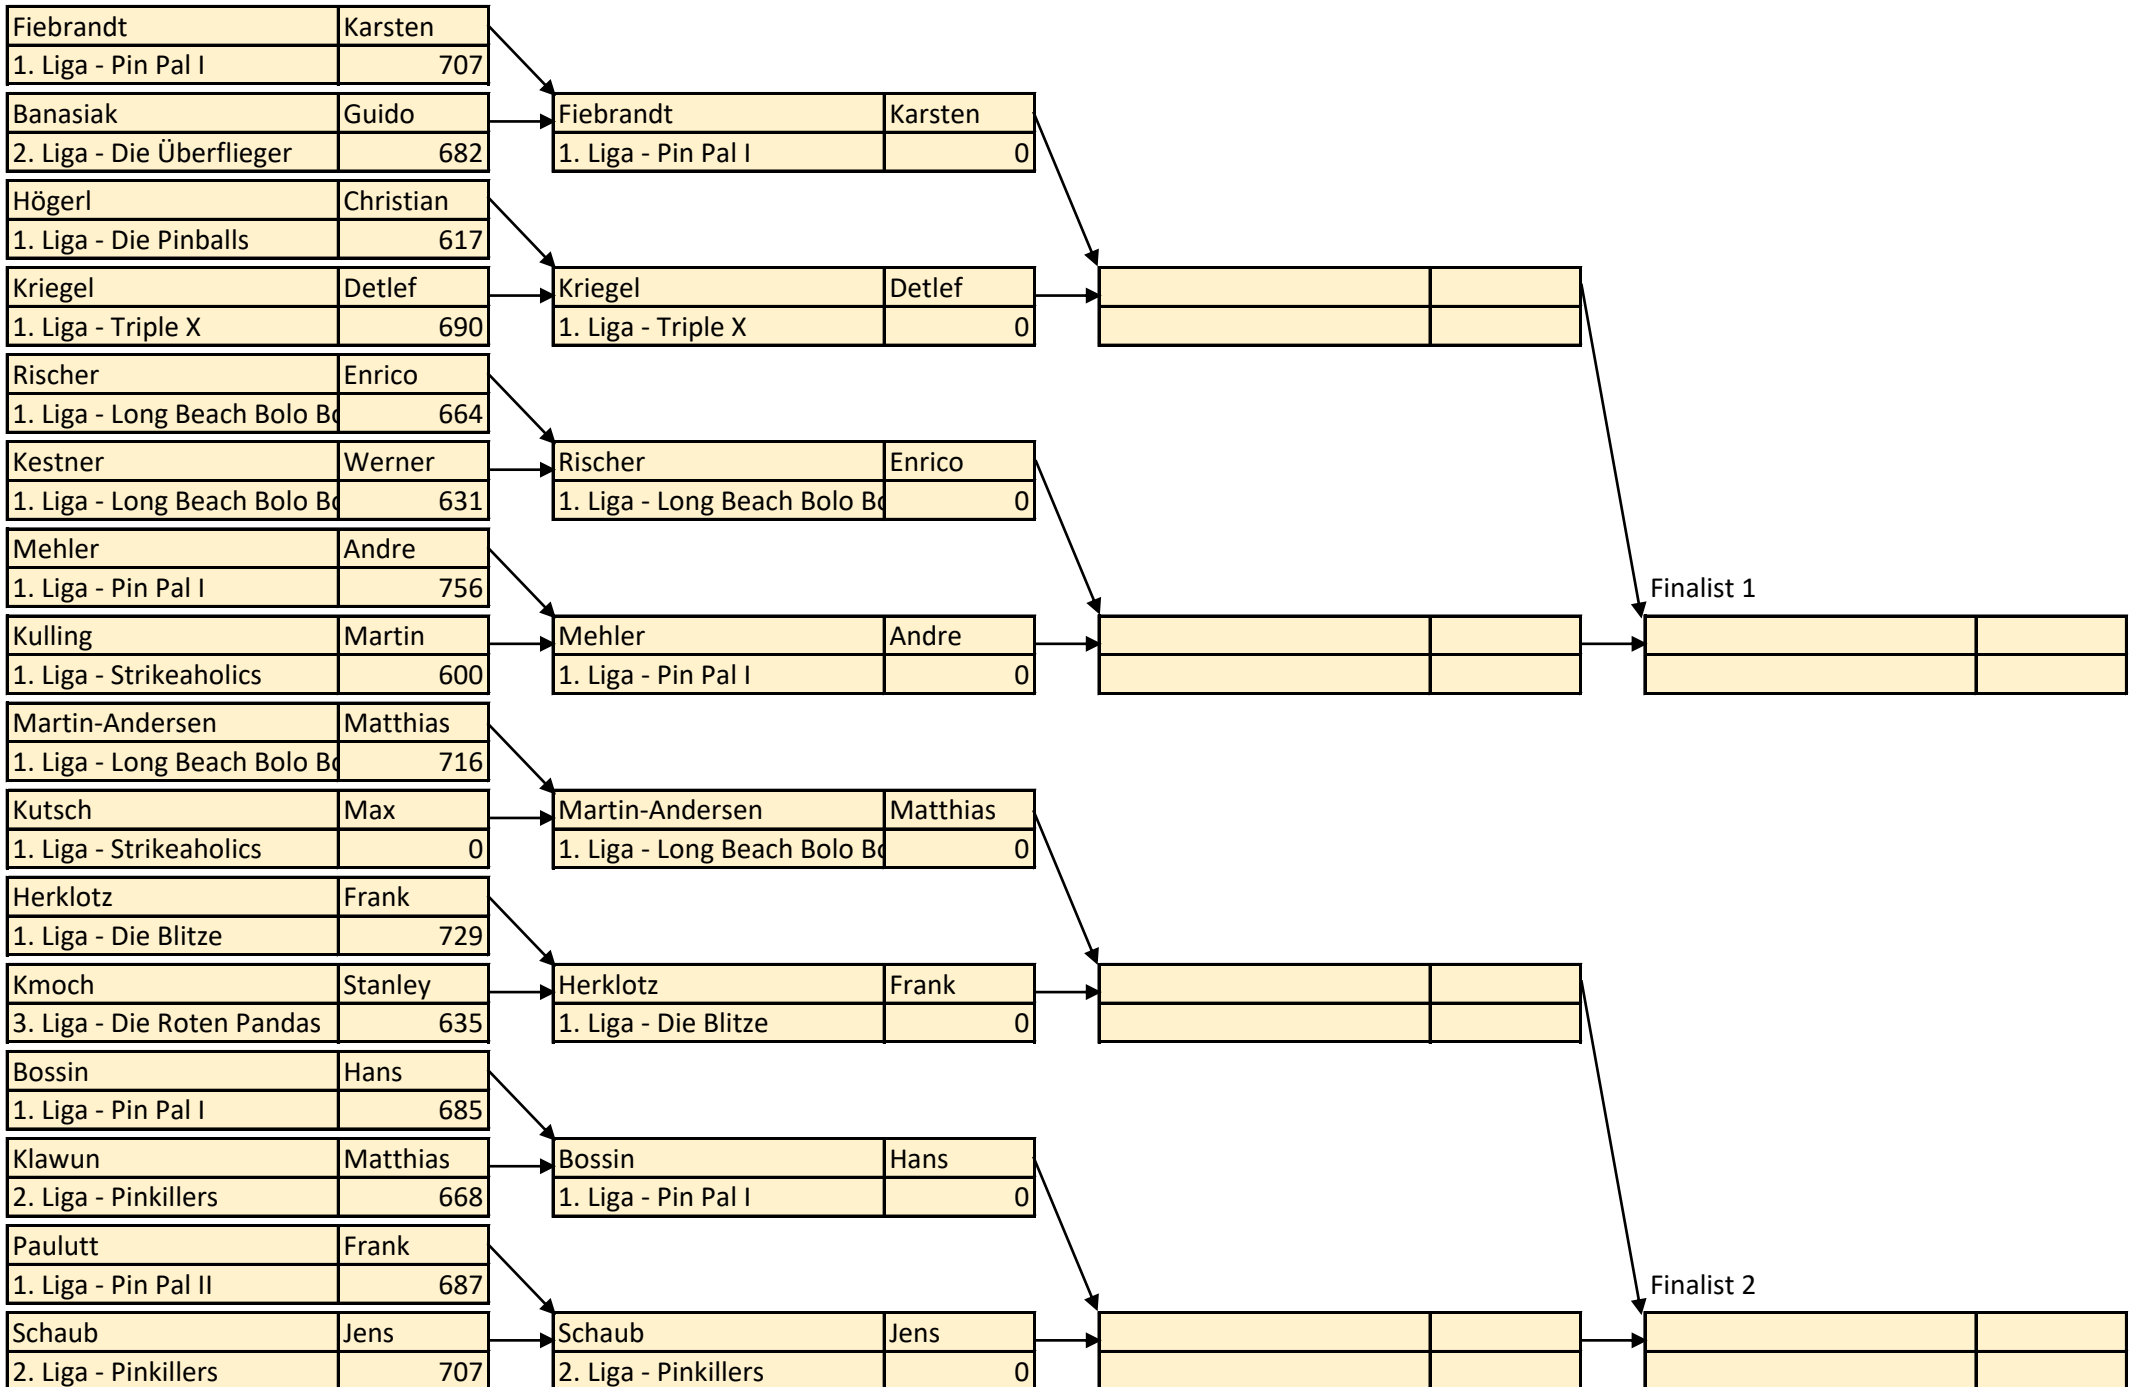 Fiebrandt Karsten
1. Liga - Pin Pal I 707
Banasiak Guido Fiebrandt Karsten
2. Liga - Die Überflieger 682 1. Liga - Pin Pal I 0
Högerl Christian
1. Liga - Die Pinballs 617
Kriegel Detlef Kriegel Detlef
1. Liga - Triple X 690 1. Liga - Triple X 0
Rischer Enrico
1. Liga - Long Beach Bolo 664
Kestner Werner Rischer Enrico
1. Liga - Long Beach Bolo 631 1. Liga - Long Beach Bolo 0
Mehler Andre
1. Liga - Pin Pal I 756 Finalist 1
Kulling Martin Mehler Andre
1. Liga - Strikeaholics 600 1. Liga - Pin Pal I 0
Martin-Andersen Matthias
1. Liga - Long Beach Bolo 716
Kutsch Max Martin-Andersen Matthias
1. Liga - Strikeaholics 0 1. Liga - Long Beach Bolo 0
Herklotz Frank
1. Liga - Die Blitze 729
Kmoch Stanley Herklotz Frank
3. Liga - Die Roten Pandas 635 1. Liga - Die Blitze 0
Bossin Hans
1. Liga - Pin Pal I 685
Klawun Matthias Bossin Hans
2. Liga - Pinkillers 668 1. Liga - Pin Pal I 0
Paulutt Frank
1. Liga - Pin Pal II 687 Finalist 2
Schaub Jens Schaub Jens
2. Liga - Pinkillers 707 2. Liga - Pinkillers 0